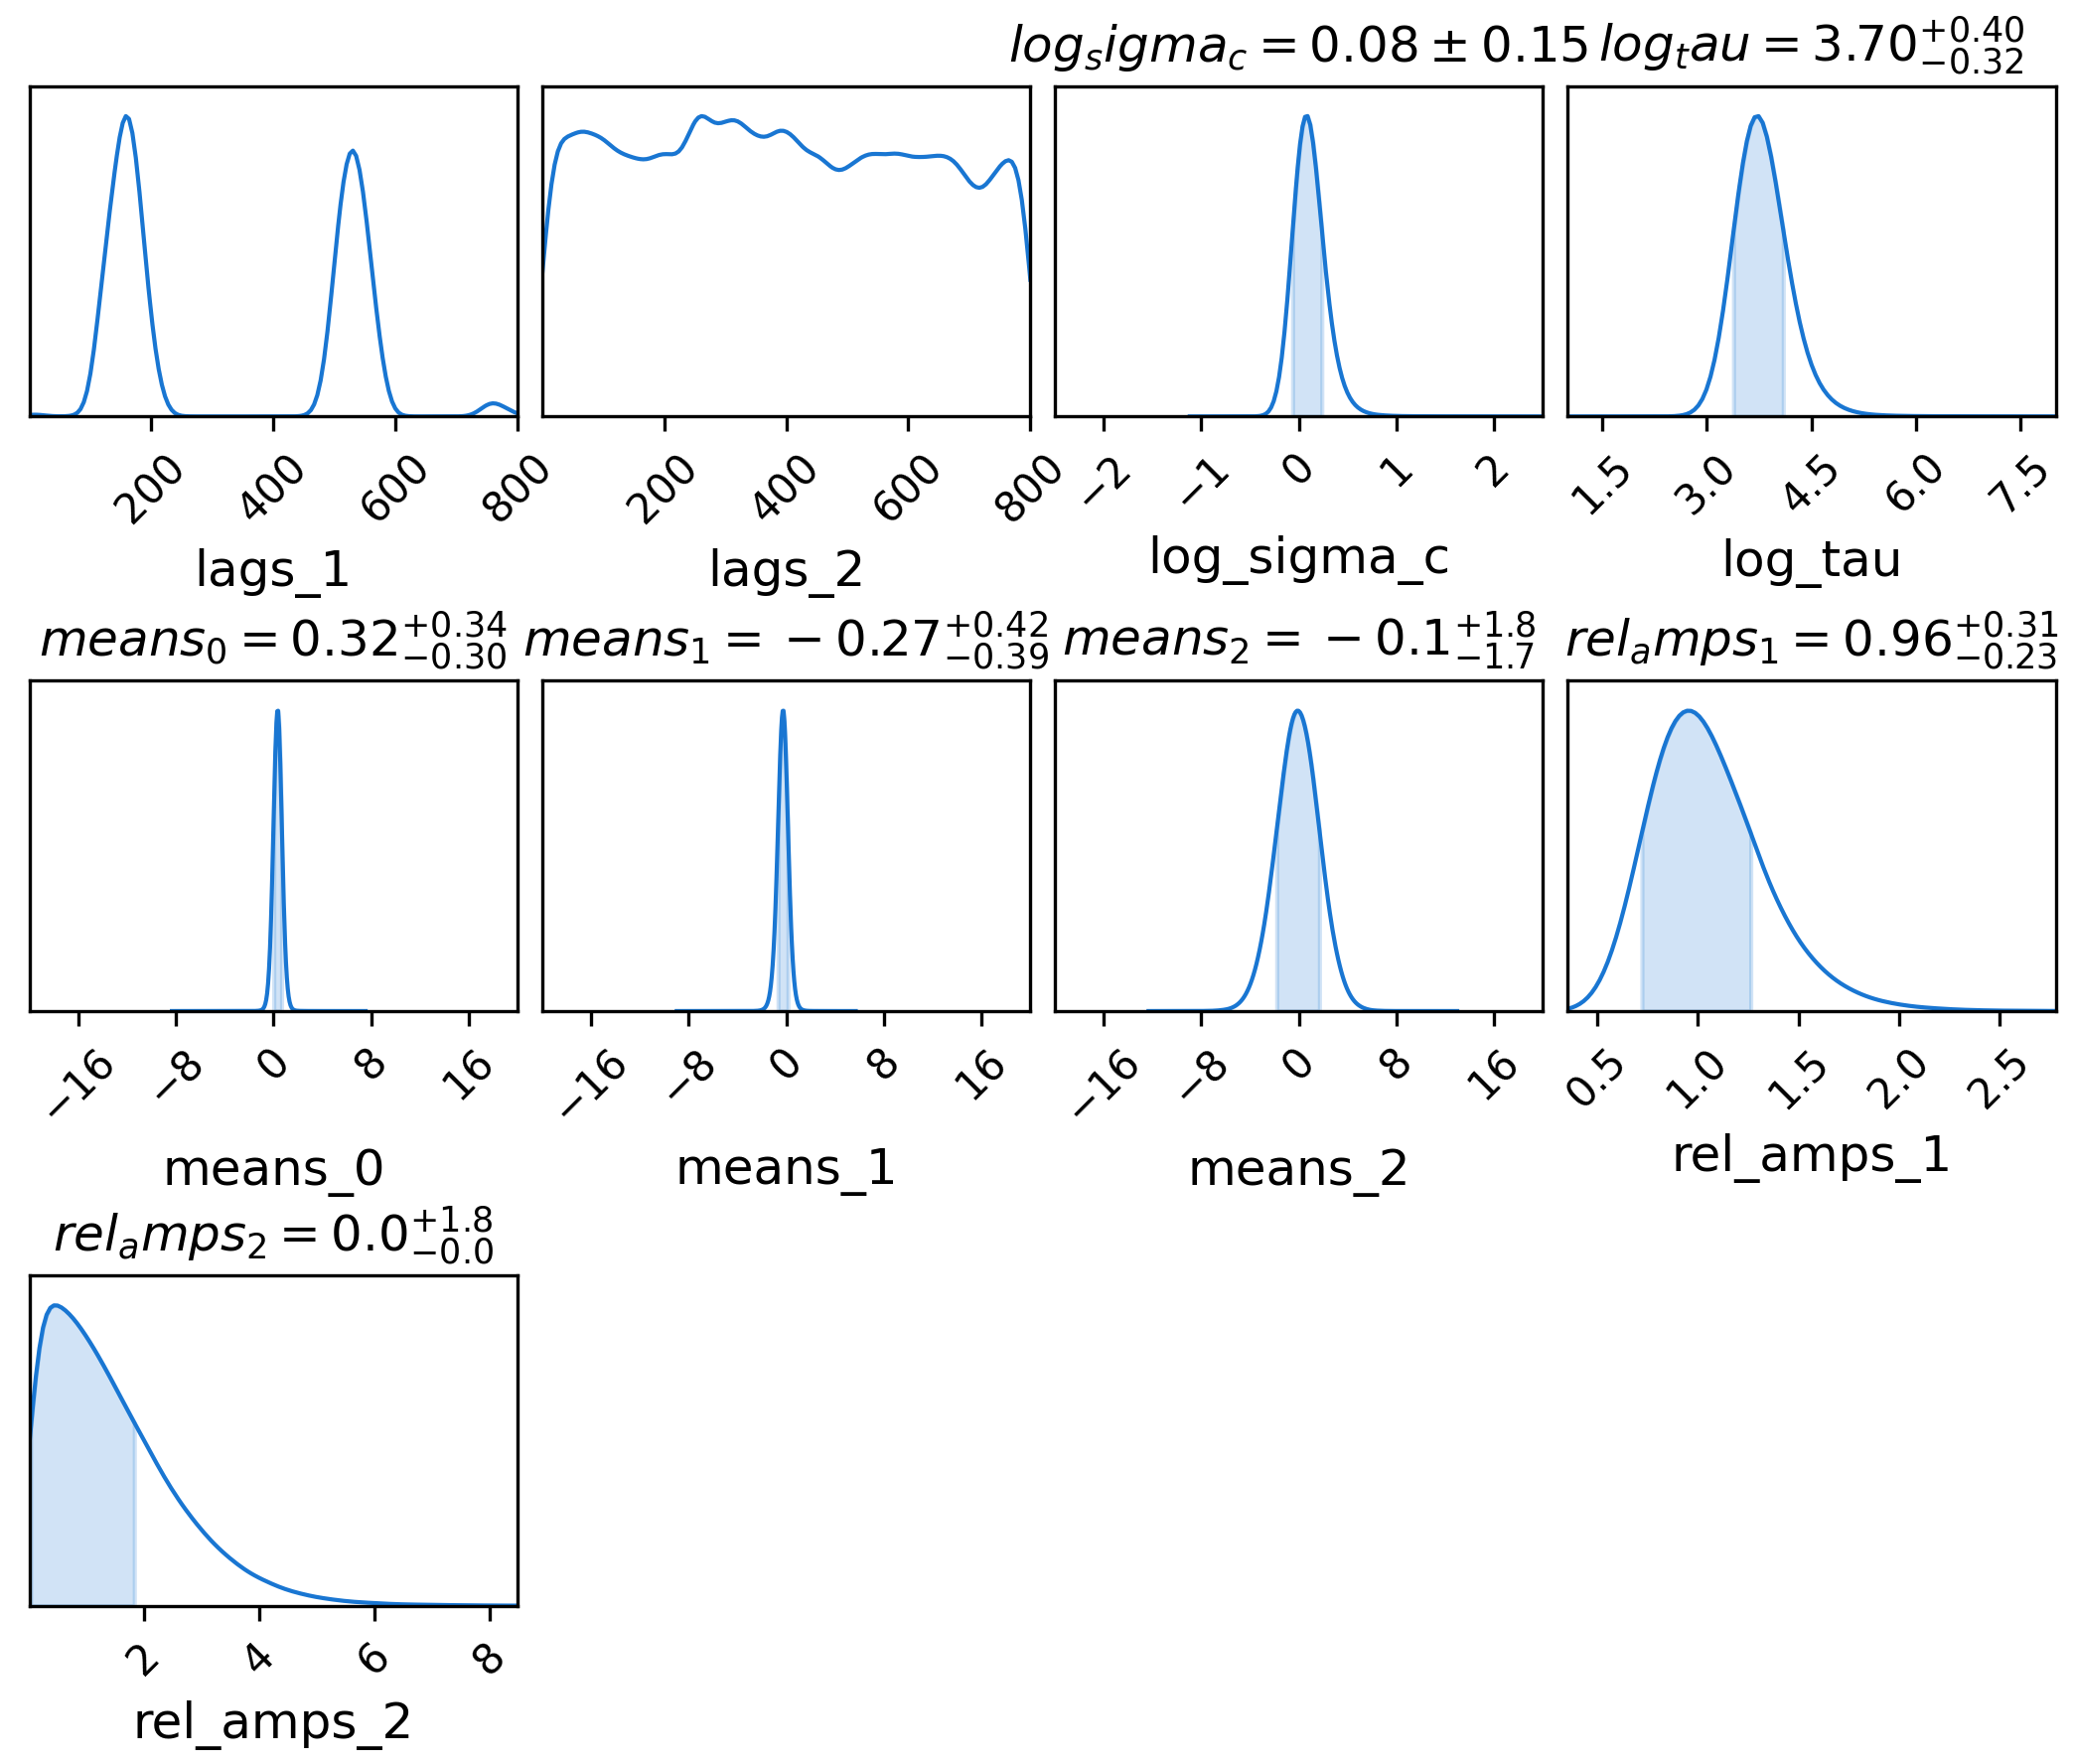 log_sigma_c = 0.08 ± 0.15 log_tau = 3.70^{+0.40}_{−0.32}
200 400 600 800 200 400 600 800 −2 −1 0 1 2 1.5 3.0 4.5 6.0 7.5
lags_1 lags_2 log_sigma_c log_tau
means_0 = 0.32^{+0.34}_{−0.30} means_1 = −0.27^{+0.42}_{−0.39} means_2 = −0.1^{+1.8}_{−1.7} rel_amps_1 = 0.96^{+0.31}_{−0.23}
−16 −8 0 8 16 −16 −8 0 8 16 −16 −8 0 8 16 0.5 1.0 1.5 2.0 2.5
means_0 means_1 means_2 rel_amps_1
rel_amps_2 = 0.0^{+1.8}_{−0.0}
2 4 6 8
rel_amps_2